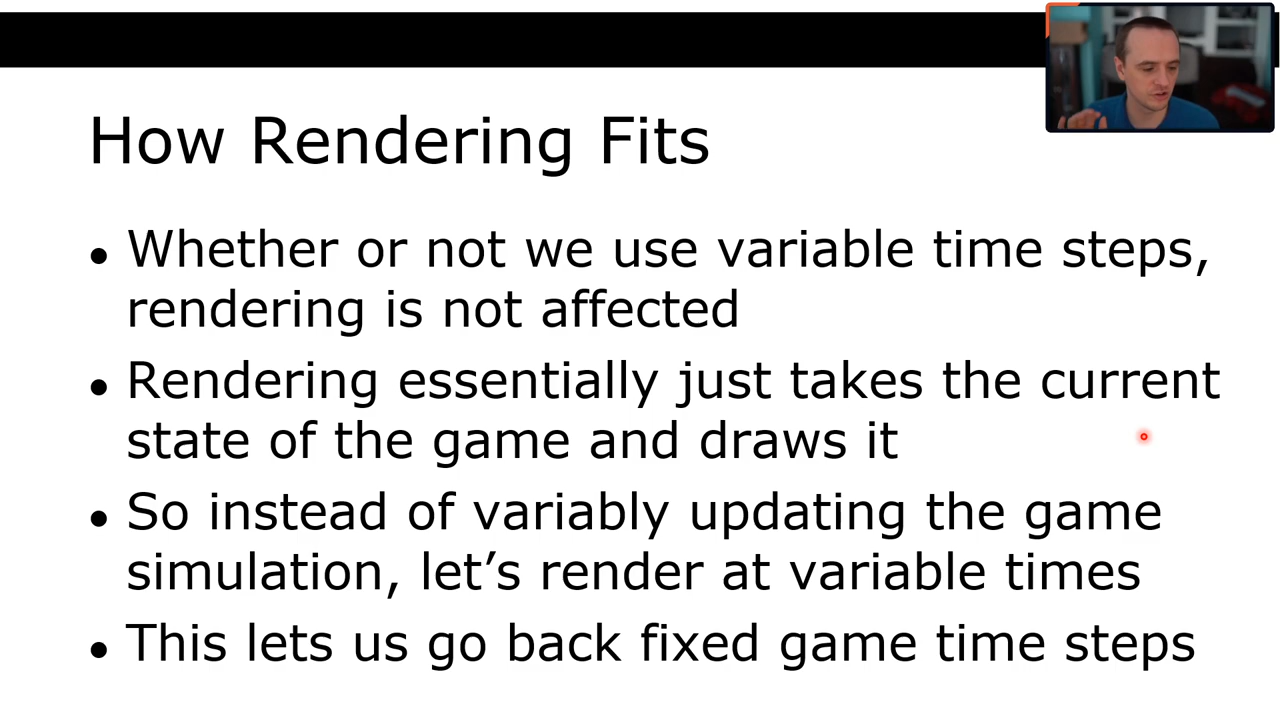 How Rendering Fits
● Whether or not we use variable time steps,
rendering is not affected
● Rendering essentially just takes the current
state of the game and draws it
● So instead of variably updating the game
simulation, let’s render at variable times
● This lets us go back fixed game time steps